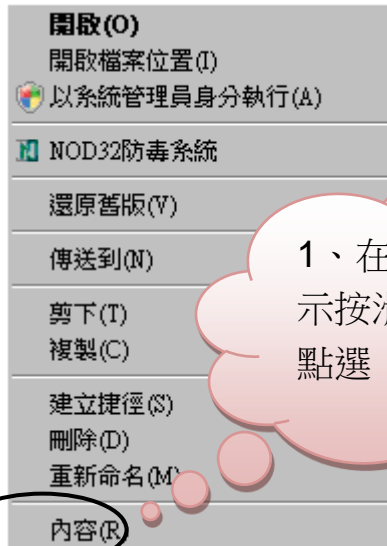 開啟(O)
開啟檔案位置(I)
以系統管理員身分執行(A)
NOD32防毒系統
還原舊版(V)
傳送到(N)
剪下(T)
複製(C)
建立捷徑(S)
刪除(D)
重新命名(M)
內容(R
1、在
示按
點選